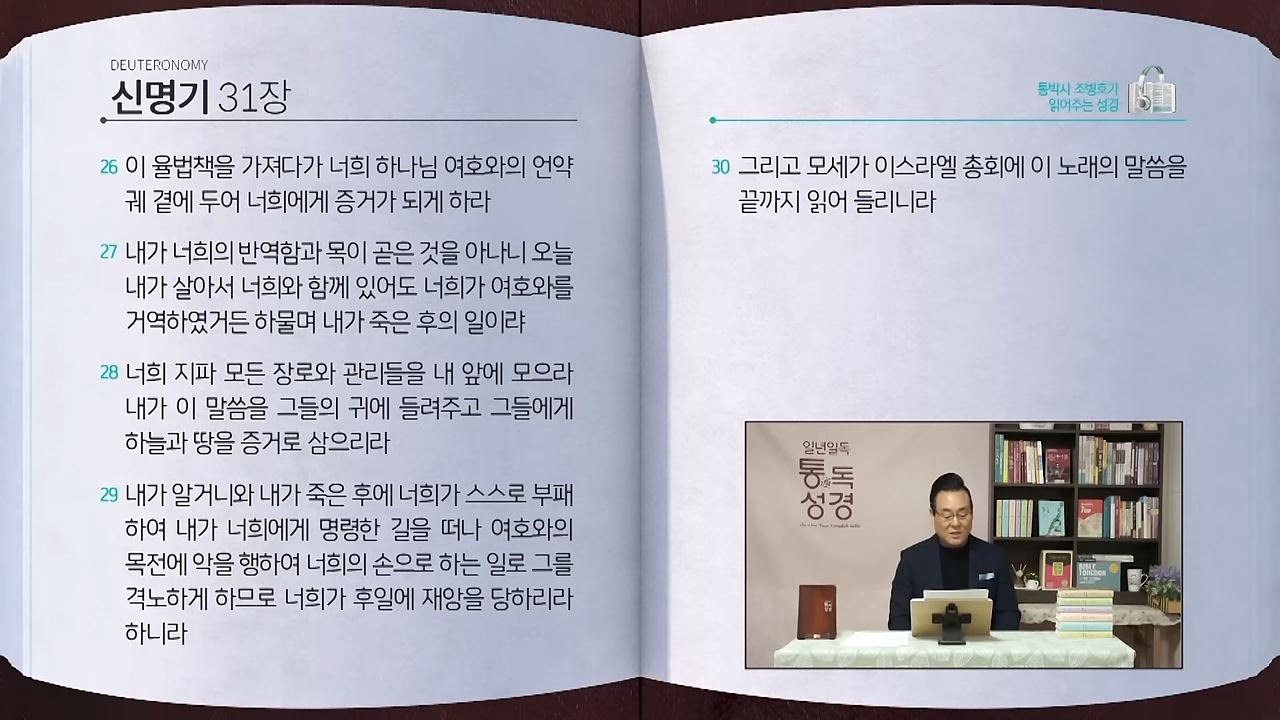 DEUTERONOMY
신명기 31장
26 이 율법책을 가져다가 너희 하나님 여호와의 언약
궤 곁에 두어 너희에게 증거가 되게 하라
27 내가 너희의 반역함과 목이 곧은 것을 아나니 오늘
내가 살아서 너희와 함께 있어도 너희가 여호와를
거역하였거든 하물며 내가 죽은 후의 일이랴
28 너희 지파 모든 장로와 관리들을 내 앞에 모으라
내가 이 말씀을 그들의 귀에 들려주고 그들에게
하늘과 땅을 증거로 삼으리라
29 내가 알거니와 내가 죽은 후에 너희가 스스로 부패
하여 내가 너희에게 명령한 길을 떠나 여호와의
목전에 악을 행하여 너희의 손으로 하는 일로 그를
격노하게 하므로 너희가 후일에 재앙을 당하리라
하니라
통박사 조병호가
읽어주는 성경
30 그리고 모세가 이스라엘 총회에 이 노래의 말씀을
끝까지 읽어 들리니라
일년일독
통독
성경
통독
성경
BIBLE
TONGDOK